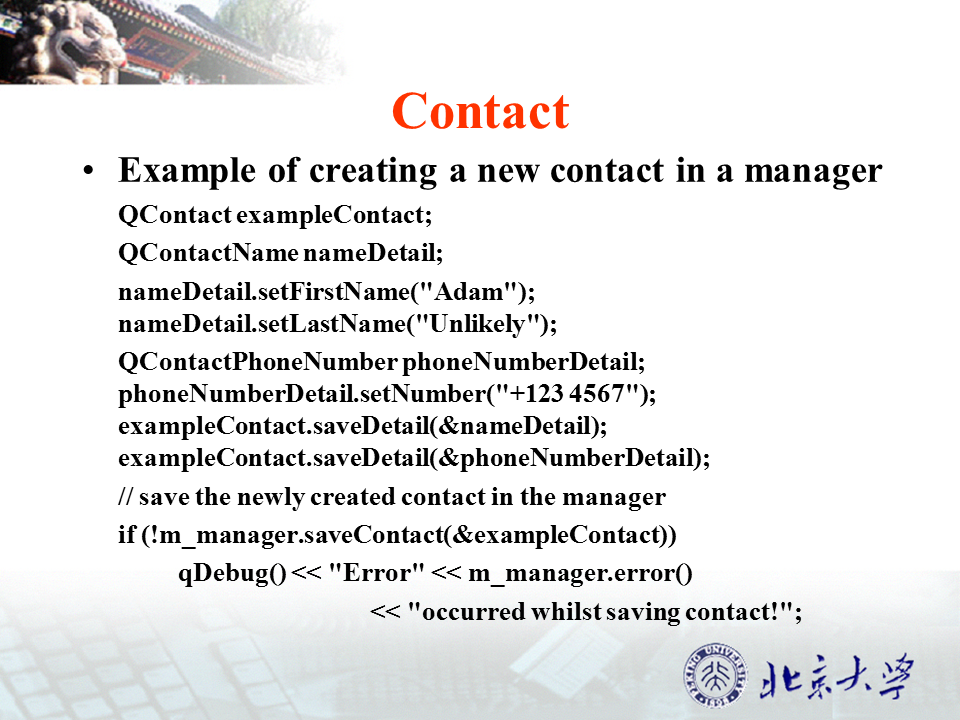 Contact
• Example of creating a new contact in a manager
QContact exampleContact;
QContactName nameDetail;
nameDetail.setFirstName("Adam");
nameDetail.setLastName("Unlikely");
QContactPhoneNumber phoneNumberDetail;
phoneNumberDetail.setNumber("+123 4567");
exampleContact.saveDetail(&nameDetail);
exampleContact.saveDetail(&phoneNumberDetail);
// save the newly created contact in the manager
if (!m_manager.saveContact(&exampleContact))
qDebug() << "Error" << m_manager.error()
<< "occurred whilst saving contact!";
PEKING UNIVERSITY
1898
北京大学